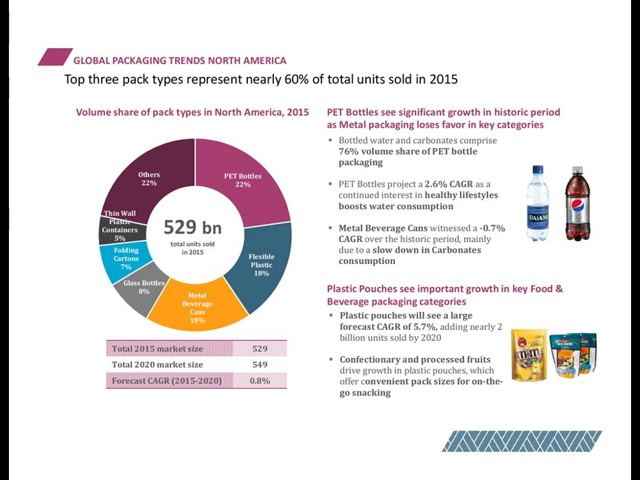 GLOBAL PACKAGING TRENDS NORTH AMERICA
Top three pack types represent nearly 60% of total units sold in 2015
Volume share of pack types in North America, 2015
Others
22%
PET Bottles
22%
Thin Wall
Plastic
Containers
5%
Folding
Cartons
7%
Glass Bottles
8%
Metal
Beverage
Cans
18%
Flexible
Plastic
18%
529 bn
total units sold
in 2015
Total 2015 market size 529
Total 2020 market size 549
Forecast CAGR (2015-2020) 0.8%
PET Bottles see significant growth in historic period
as Metal packaging loses favor in key categories
▪ Bottled water and carbonates comprise
76% volume share of PET bottle
packaging
▪ PET Bottles project a 2.6% CAGR as a
continued interest in healthy lifestyles
boosts water consumption
▪ Metal Beverage Cans witnessed a -0.7%
CAGR over the historic period, mainly
due to a slow down in Carbonates
consumption
DASANI
pepsi
Plastic Pouches see important growth in key Food &
Beverage packaging categories
▪ Plastic pouches will see a large
forecast CAGR of 5.7%, adding nearly 2
billion units sold by 2020
▪ Confectionary and processed fruits
drive growth in plastic pouches, which
offer convenient pack sizes for on-the-
go snacking
m&m's